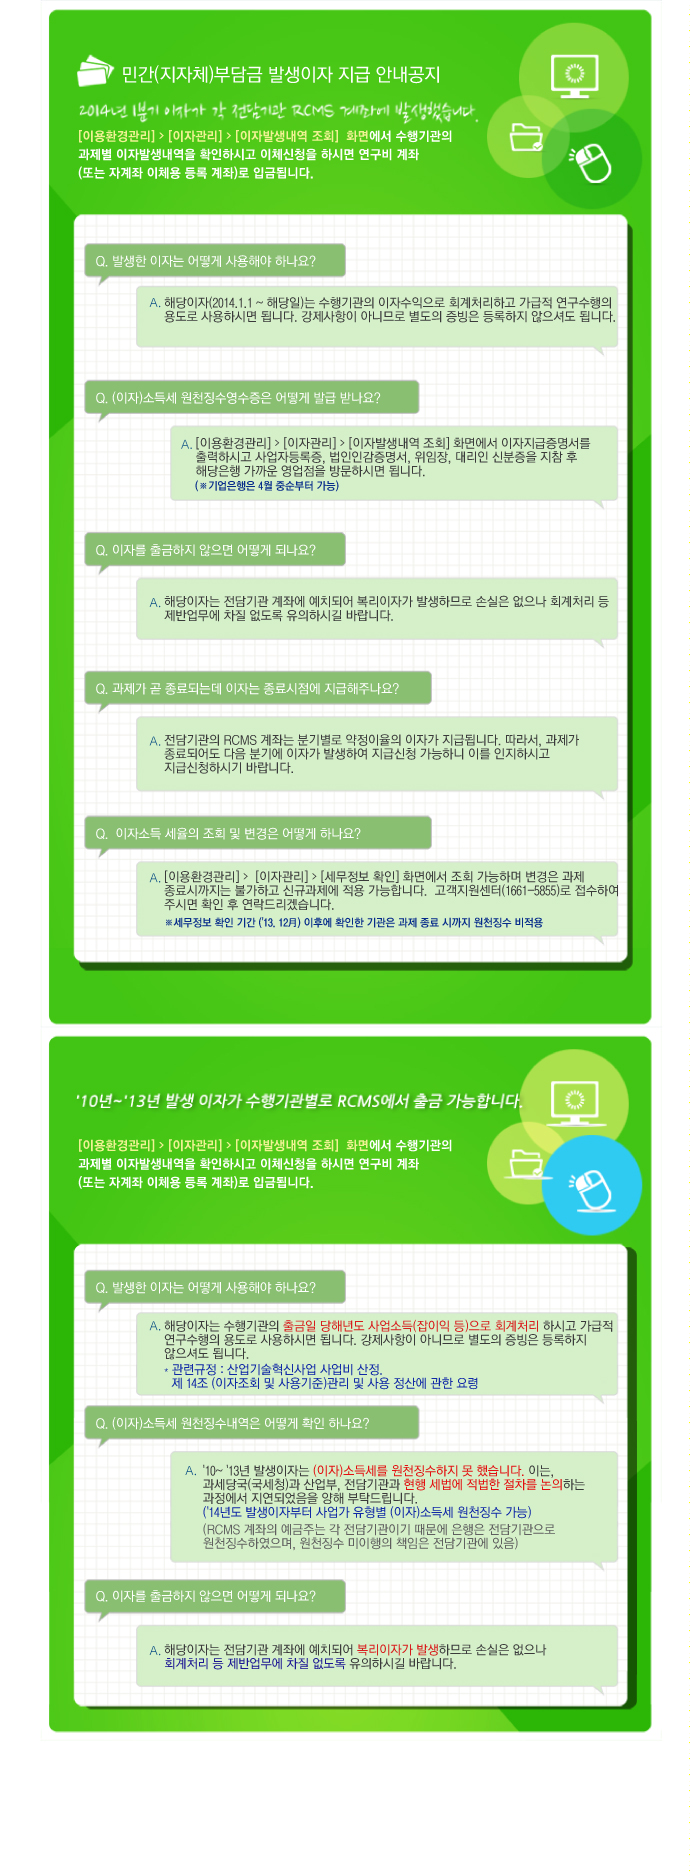 민간(지자체)부담금 발생이자 지급 안내공지
2014년 1분기 이자가 각 전담기관 RCMS 계좌에 발생했습니다.
[이용환경관리] > [이자관리] > [이자발생내역 조회] 화면에서 수행기관의
과제별 이자발생내역을 확인하시고 이체신청을 하시면 연구비 계좌
(또는 자계좌 이체용 등록 계좌)로 입금됩니다.
Q. 발생한 이자는 어떻게 사용해야 하나요?
A. 해당이자(2014.1.1 ~ 해당일)는 수행기관의 이자수익으로 회계처리하고 가급적 연구수행의
용도로 사용하시면 됩니다. 강제사항이 아니므로 별도의 증빙은 등록하지 않으셔도 됩니다.
Q. (이자)소득세 원천징수영수증은 어떻게 발급 받나요?
A. [이용환경관리] > [이자관리] > [이자발생내역 조회] 화면에서 이자지급증명서를
출력하시고 사업자등록증, 법인인감증명서, 위임장, 대리인 신분증을 지참 후
해당은행 가까운 영업점을 방문하시면 됩니다.
(※기업은행은 4월 중순부터 가능)
Q. 이자를 출금하지 않으면 어떻게 되나요?
A. 해당이자는 전담기관 계좌에 예치되어 복리이자가 발생하므로 손실은 없으나 회계처리 등
제반업무에 차질 없도록 유의하시길 바랍니다.
Q. 과제가 곧 종료되는데 이자는 종료시점에 지급해주나요?
A. 전담기관의 RCMS 계좌는 분기별로 약정이율의 이자가 지급됩니다. 따라서, 과제가
종료되어도 다음 분기에 이자가 발생하여 지급신청 가능하니 이를 인지하시고
지급신청하시기 바랍니다.
Q. 이자소득 세율의 조회 및 변경은 어떻게 하나요?
A. [이용환경관리] > [이자관리] > [세무정보 확인] 화면에서 조회 가능하며 변경은 과제
종료시까지는 불가하고 신규과제에 적용 가능합니다. 고객지원센터(1661-5855)로 접수하여
주시면 확인 후 연락드리겠습니다.
※세무정보 확인 기간 ('13. 12月) 이후에 확인한 기관은 과제 종료 시까지 원천징수 비적용
'10년~'13년 발생 이자가 수행기관별로 RCMS에서 출금 가능합니다.
[이용환경관리] > [이자관리] > [이자발생내역 조회] 화면에서 수행기관의
과제별 이자발생내역을 확인하시고 이체신청을 하시면 연구비 계좌
(또는 자계좌 이체용 등록 계좌)로 입금됩니다.
Q. 발생한 이자는 어떻게 사용해야 하나요?
A. 해당이자는 수행기관의 출금일 당해년도 사업소득(잡이익 등)으로 회계처리 하시고 가급적
연구수행의 용도로 사용하시면 됩니다. 강제사항이 아니므로 별도의 증빙은 등록하지
않으셔도 됩니다.
* 관련규정 : 산업기술혁신사업 사업비 산정.
제 14조 (이자조회 및 사용기준)관리 및 사용 정산에 관한 요령
Q. (이자)소득세 원천징수내역은 어떻게 확인 하나요?
A. '10~ '13년 발생이자는 (이자)소득세를 원천징수하지 못 했습니다. 이는,
과세당국(국세청)과 산업부, 전담기관과 현행 세법에 적법한 절차를 논의하는
과정에서 지연되었음을 양해 부탁드립니다.
('14년도 발생이자부터 사업가 유형별 (이자)소득세 원천징수 가능)
(RCMS 계좌의 예금주는 각 전담기관이기 때문에 은행은 전담기관으로
원천징수하였으며, 원천징수 미이행의 책임은 전담기관에 있음)
Q. 이자를 출금하지 않으면 어떻게 되나요?
A. 해당이자는 전담기관 계좌에 예치되어 복리이자가 발생하므로 손실은 없으나
회계처리 등 제반업무에 차질 없도록 유의하시길 바랍니다.